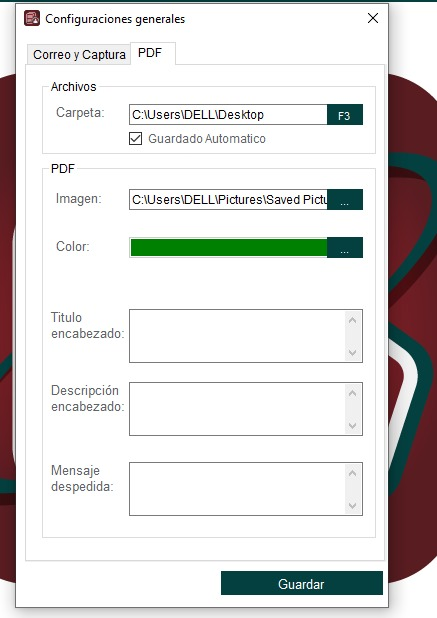 Configuraciones generales
Correo y Captura
PDF
Archivos
Carpeta:
C:\Users\DELL\Desktop
F3
Guardado Automatico
PDF
Imagen:
C:\Users\DELL\Pictures\Saved Pictu
...
Color:
...
Titulo
encabezado:
Descripción
encabezado:
Mensaje
despedida:
Guardar